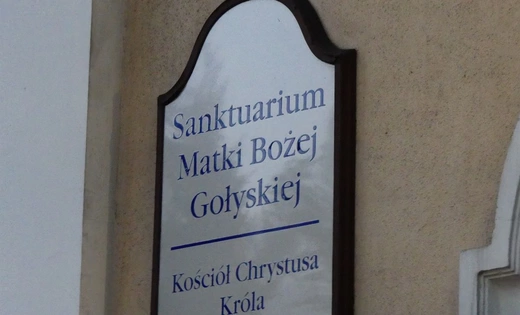 Sanktuarium
Matki Bożej
Gołyskiej
Kościół Chrystusa
Króla